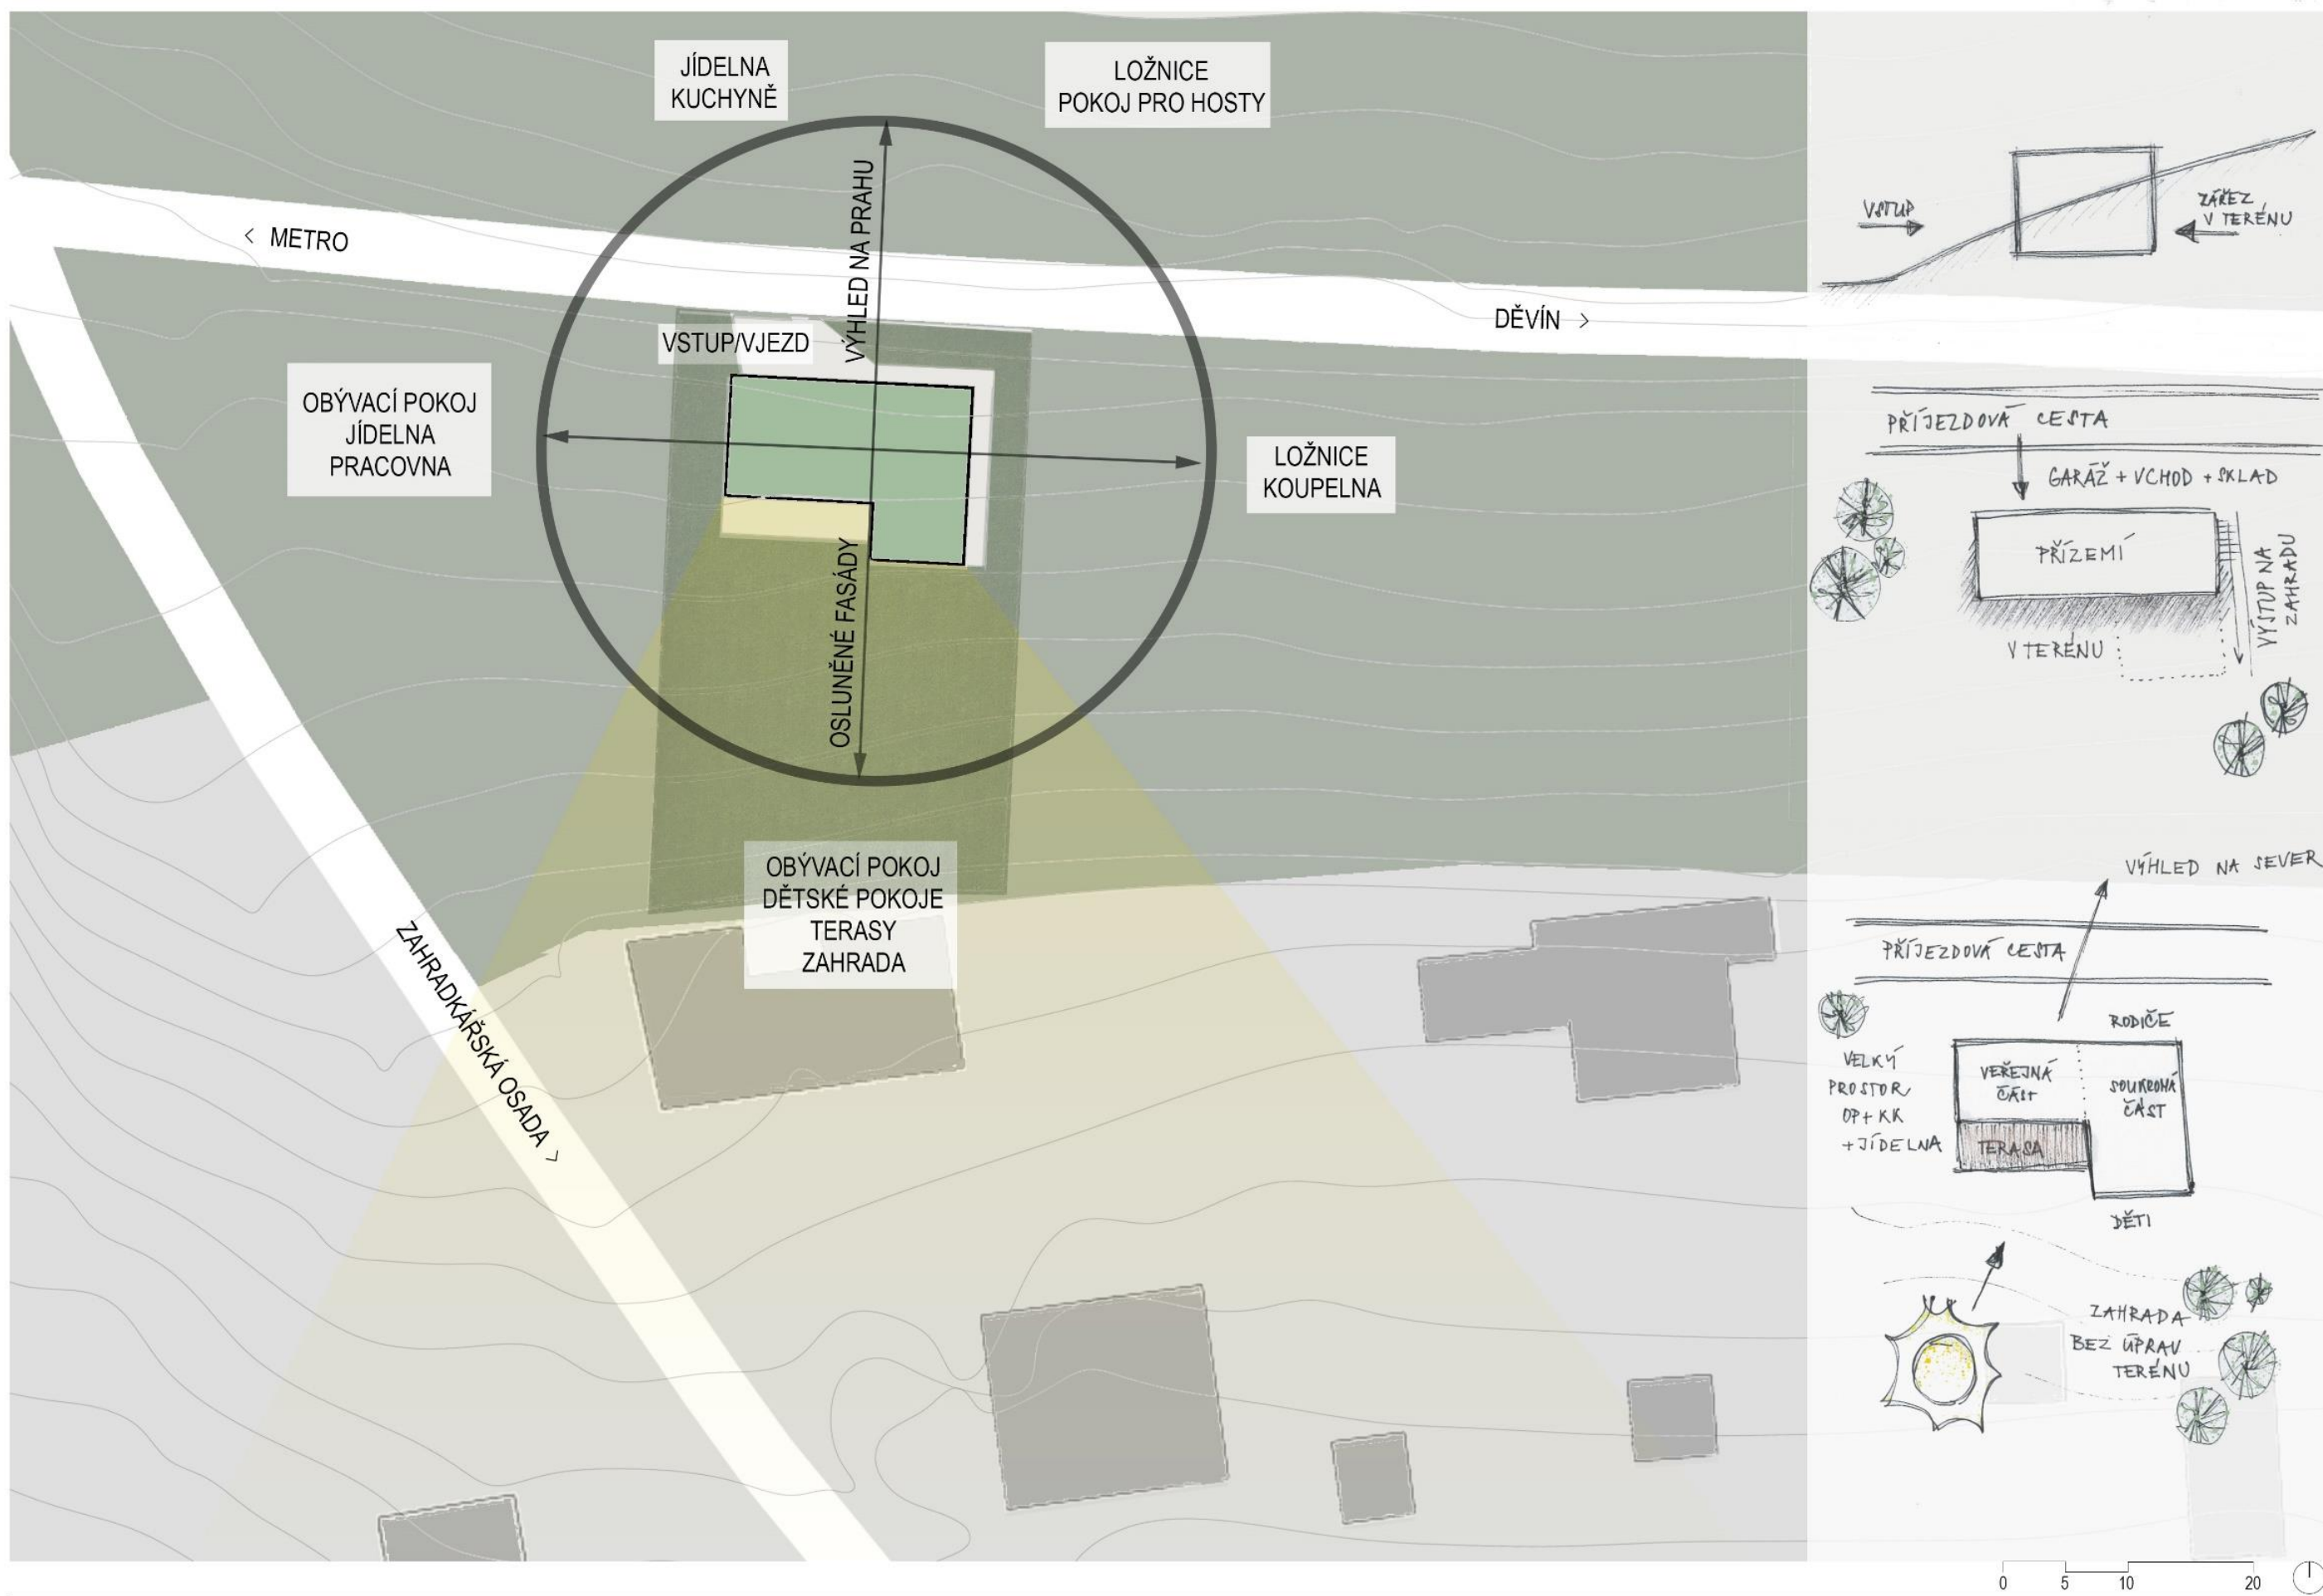 JÍDELNA
KUCHYNĚ
LOŽNICE
POKOJ PRO HOSTY
VÝHLED NA PRAHU
< METRO
DĚVÍN >
VSTUP/VJEZD
OBÝVACÍ POKOJ
JÍDELNA
PRACOVNA
LOŽNICE
KOUPELNA
OSLUNĚNÉ FASÁDY
OBÝVACÍ POKOJ
DĚTSKÉ POKOJE
TERASY
ZAHRADA
ZAHRADKÁŘSKÁ OSADA >
VSTUP
ZÁŘEZ
V TERÉNU
PŘÍJEZDOVÁ CESTA
GARÁŽ + VCHOD + SKLAD
PŘÍZEMÍ
VÝSTUP NA
ZAHRADU
V TERÉNU
VÝHLED NA SEVER
PŘÍJEZDOVÁ CESTA
RODIČE
VELKÝ
PROSTOR
OP + KK
+ JÍDELNA
VEŘEJNÁ
ČÁST
SOUKROMÁ
ČÁST
TERASA
DĚTI
ZAHRADA
BEZ ÚPRAV
TERÉNU
0 5 10 20